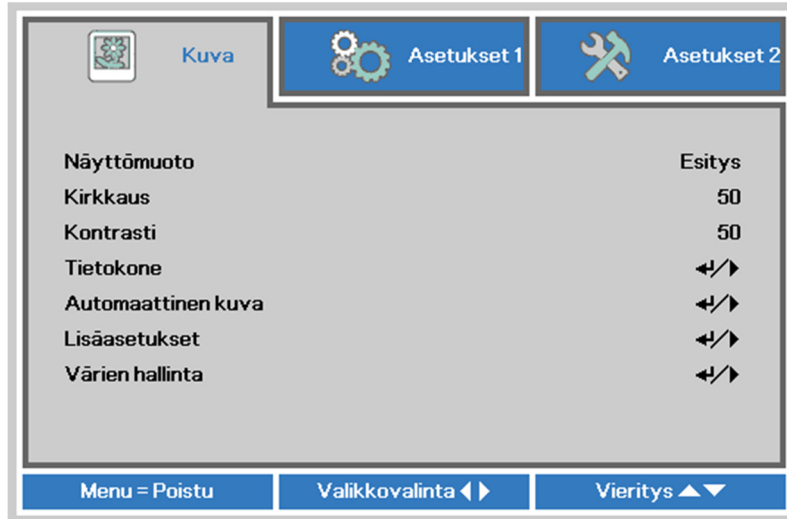 Kuva Asetukset 1 Asetukset 2
Näyttömuoto Esitys
Kirkkaus 50
Kontrasti 50
Tietokone
Automaattinen kuva
Lisäasetukset
Värien hallinta
Menu = Poistu Valikkovalinta Vieritys